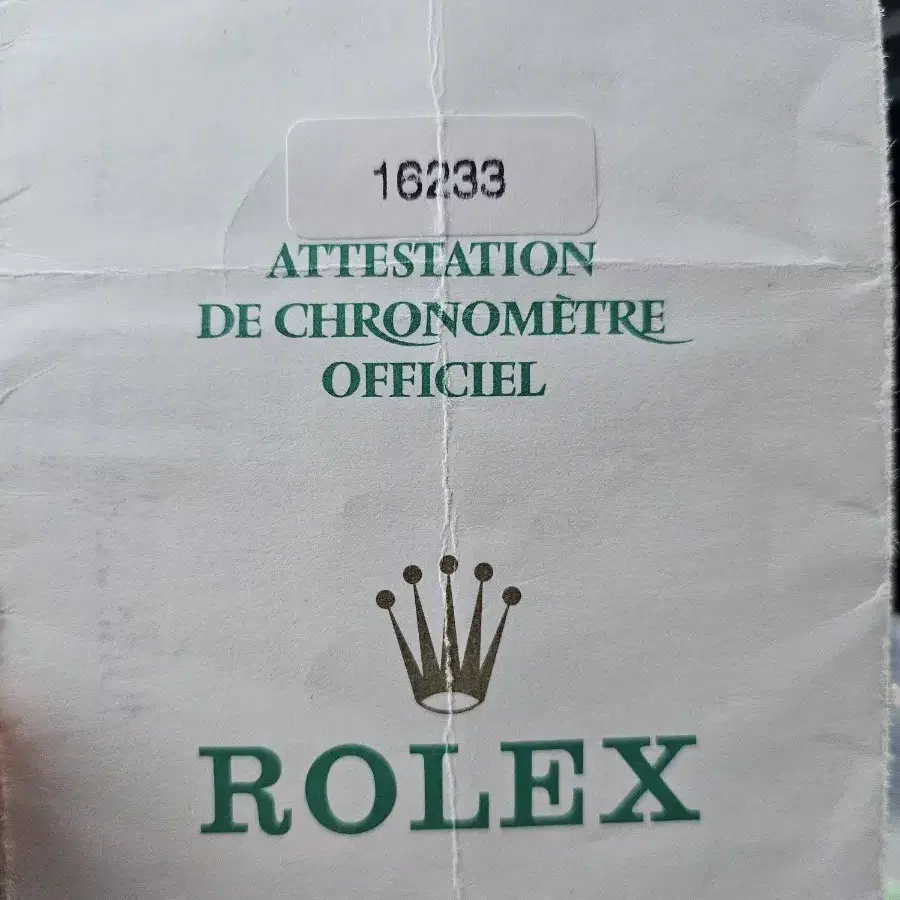 16233
ATTESTATION
DE CHRONOMÈTRE
OFFICIEL
ROLEX